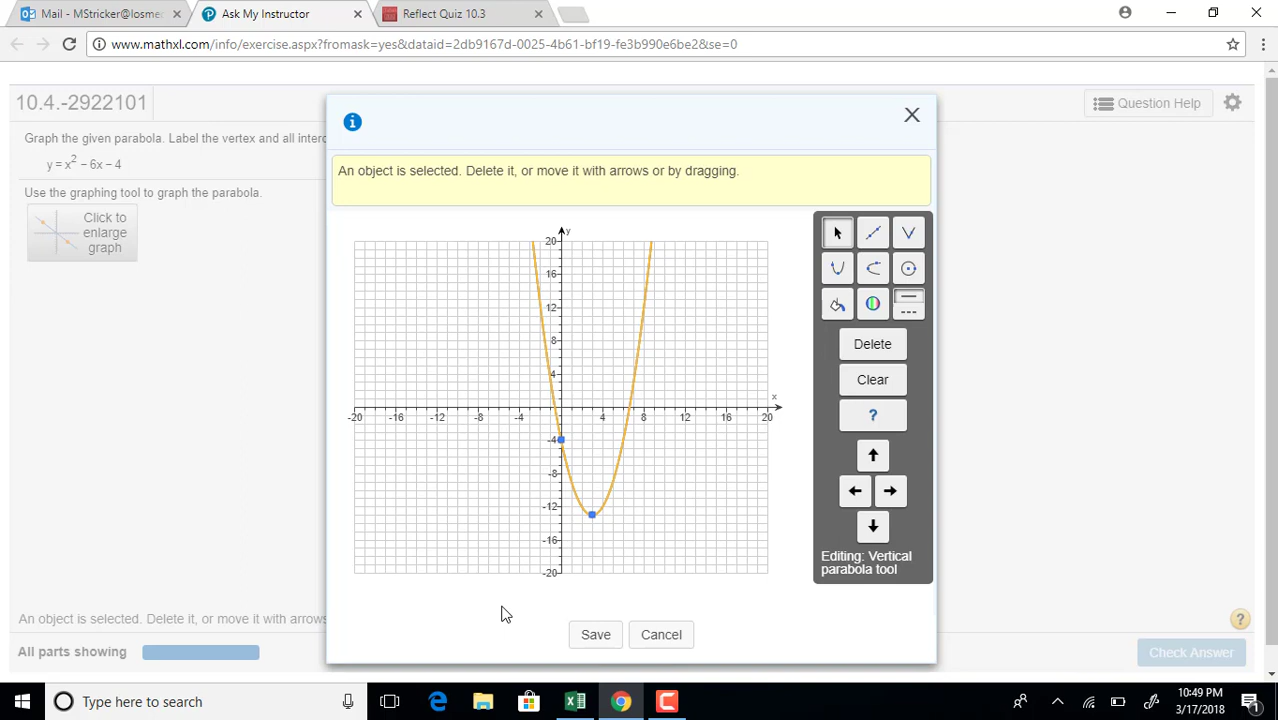 Mail - MStricker@losme
Ask My Instructor
Reflect Quiz 10.3
www.mathxl.com/info/exercise.aspx?fromask=yes&dataid=2db9167d-0025-4b61-bf19-fe3b990e6be2&se=0
10.4.-2922101
Question Help
Graph the given parabola. Label the vertex and all inter
y = x² − 6x − 4
Use the graphing tool to graph the parabola.
Click to
enlarge
graph
An object is selected. Delete it, or move it with arrows or by dragging.
y
20
16
12
8
4
x
-20 -16 -12 -8 -4 4 8 12 16 20
-4
-8
-12
-16
-20
Delete
Clear
?
Editing: Vertical
parabola tool
Save
Cancel
An object is selected. Delete it, or move it with arrows
?
All parts showing
Check Answer
Type here to search
10:49 PM
3/17/2018
1